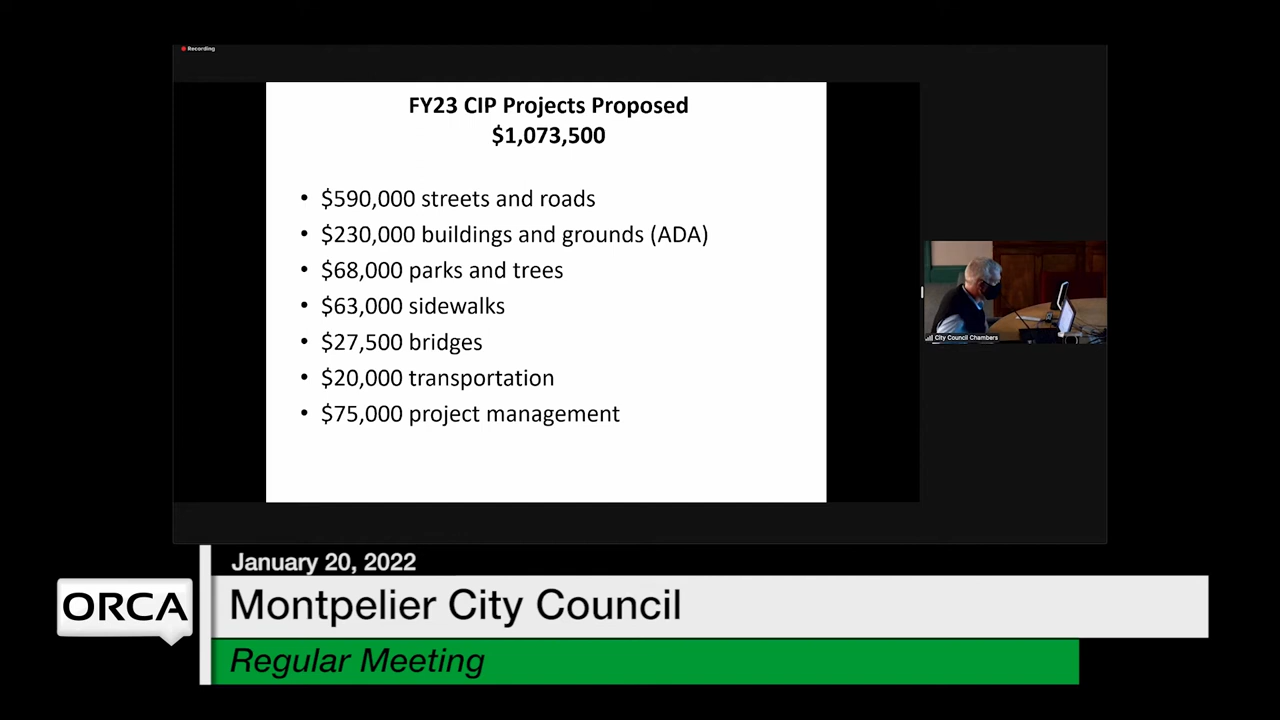 Recording
FY23 CIP Projects Proposed
$1,073,500
• $590,000 streets and roads
• $230,000 buildings and grounds (ADA)
• $68,000 parks and trees
• $63,000 sidewalks
• $27,500 bridges
• $20,000 transportation
• $75,000 project management
City Council Chambers
January 20, 2022
ORCA
Montpelier City Council
Regular Meeting